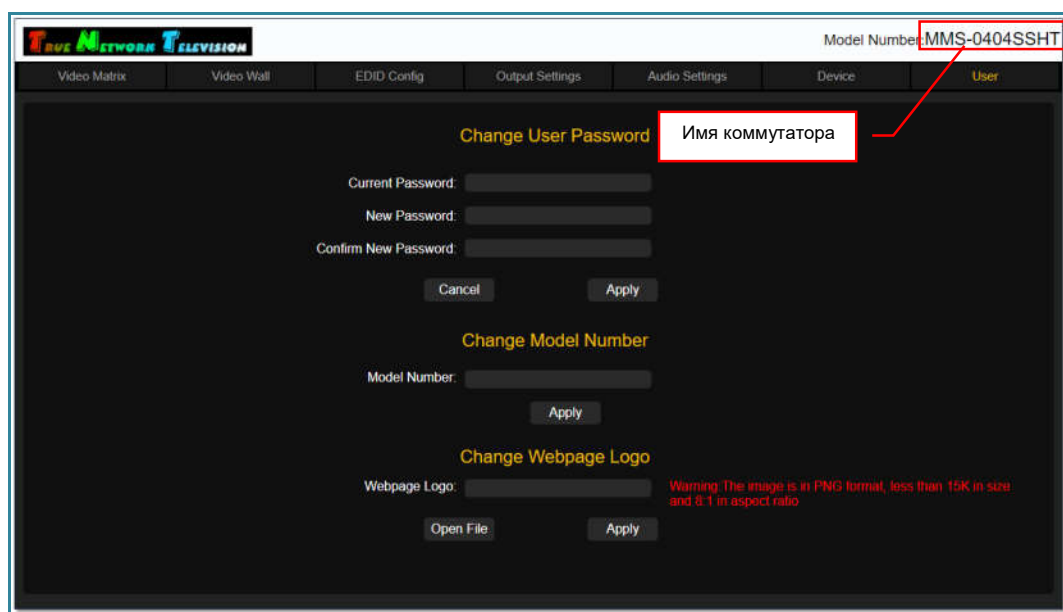 TRUE NETWORK TELEVISION
Model Number:MMS-0404SSHT
Video Matrix Video Wall EDID Config Output Settings Audio Settings Device User
Change User Password
Имя коммутатора
Current Password:
New Password:
Confirm New Password:
Cancel Apply
Change Model Number
Model Number:
Apply
Change Webpage Logo
Webpage Logo:
Warning:The image is in PNG format, less than 15K in size
and 8:1 in aspect ratio
Open File Apply